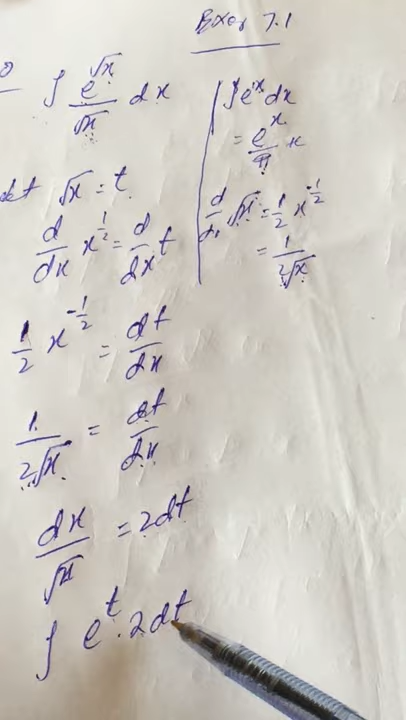 Exer 7.1
∫ e^√x/√x dx
let √x = t
d/dx x^1/2 = d/dx t
1/2 x^-1/2 = dt/dx
1/2√x = dt/dx
dx/√x = 2dt
∫ e^t . 2dt
∫ e^x dx
= e^x/
d/dx √x = 1/2 x^-1/2
= 1/2√x